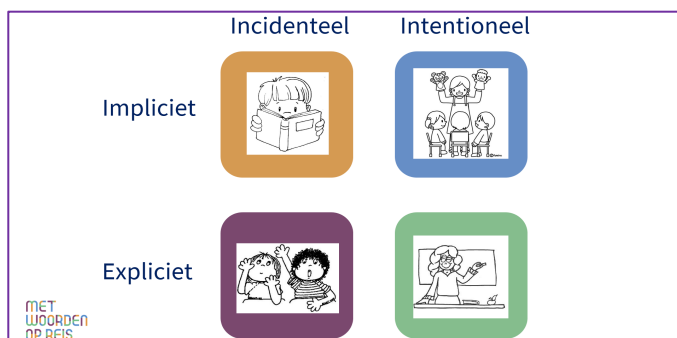 Incidenteel Intentioneel
Impliciet
Expliciet
MET
WOORDEN
OP REIS